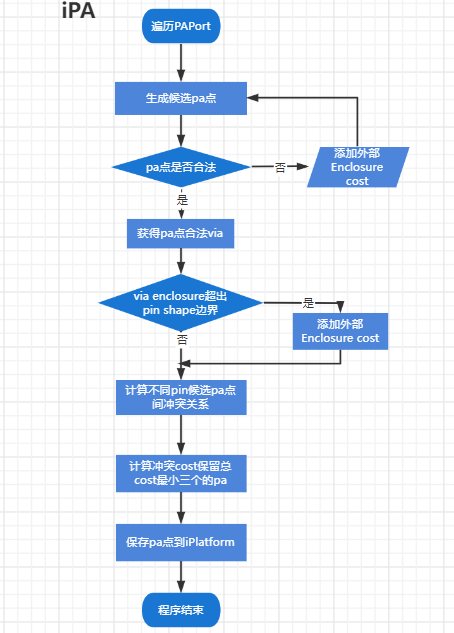 iPA
遍历PAPort
生成候选pa点
pa点是否合法
否
添加外部
Enclosure
cost
是
获得pa点合法via
via enclosure超出
pin shape边界
是
添加外部
Enclosure cost
否
计算不同pin候选pa点
间冲突关系
计算冲突cost保留总
cost最小三个的pa
保存pa点到iPlatform
程序结束